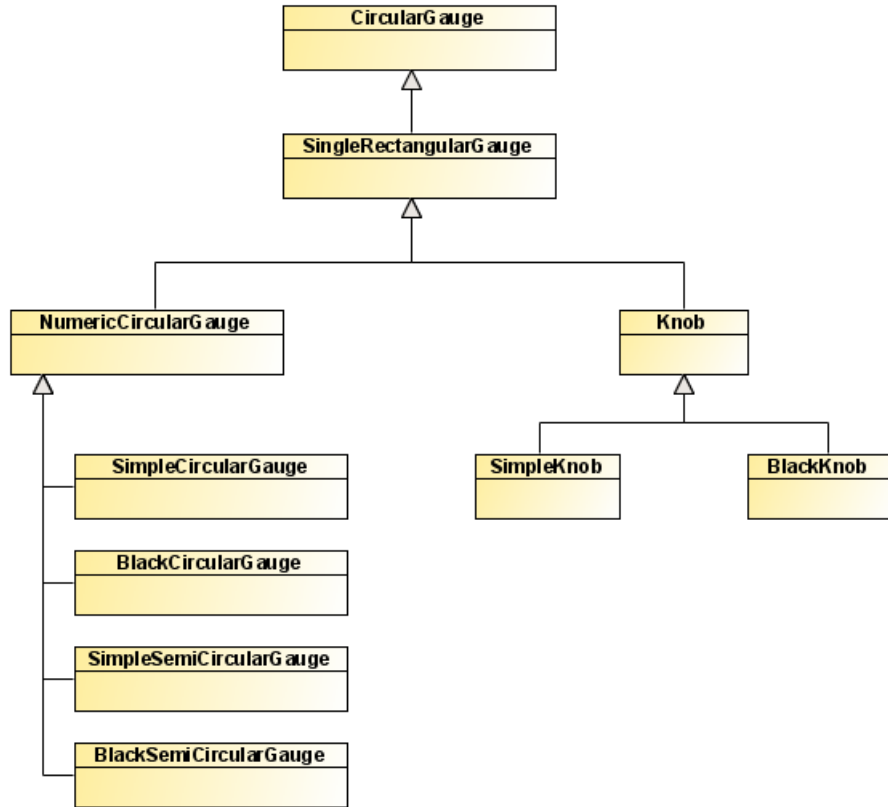 CircularGauge
SingleRectangularGauge
NumericCircularGauge
Knob
SimpleCircularGauge
SimpleKnob
BlackKnob
BlackCircularGauge
SimpleSemiCircularGauge
BlackSemiCircularGauge